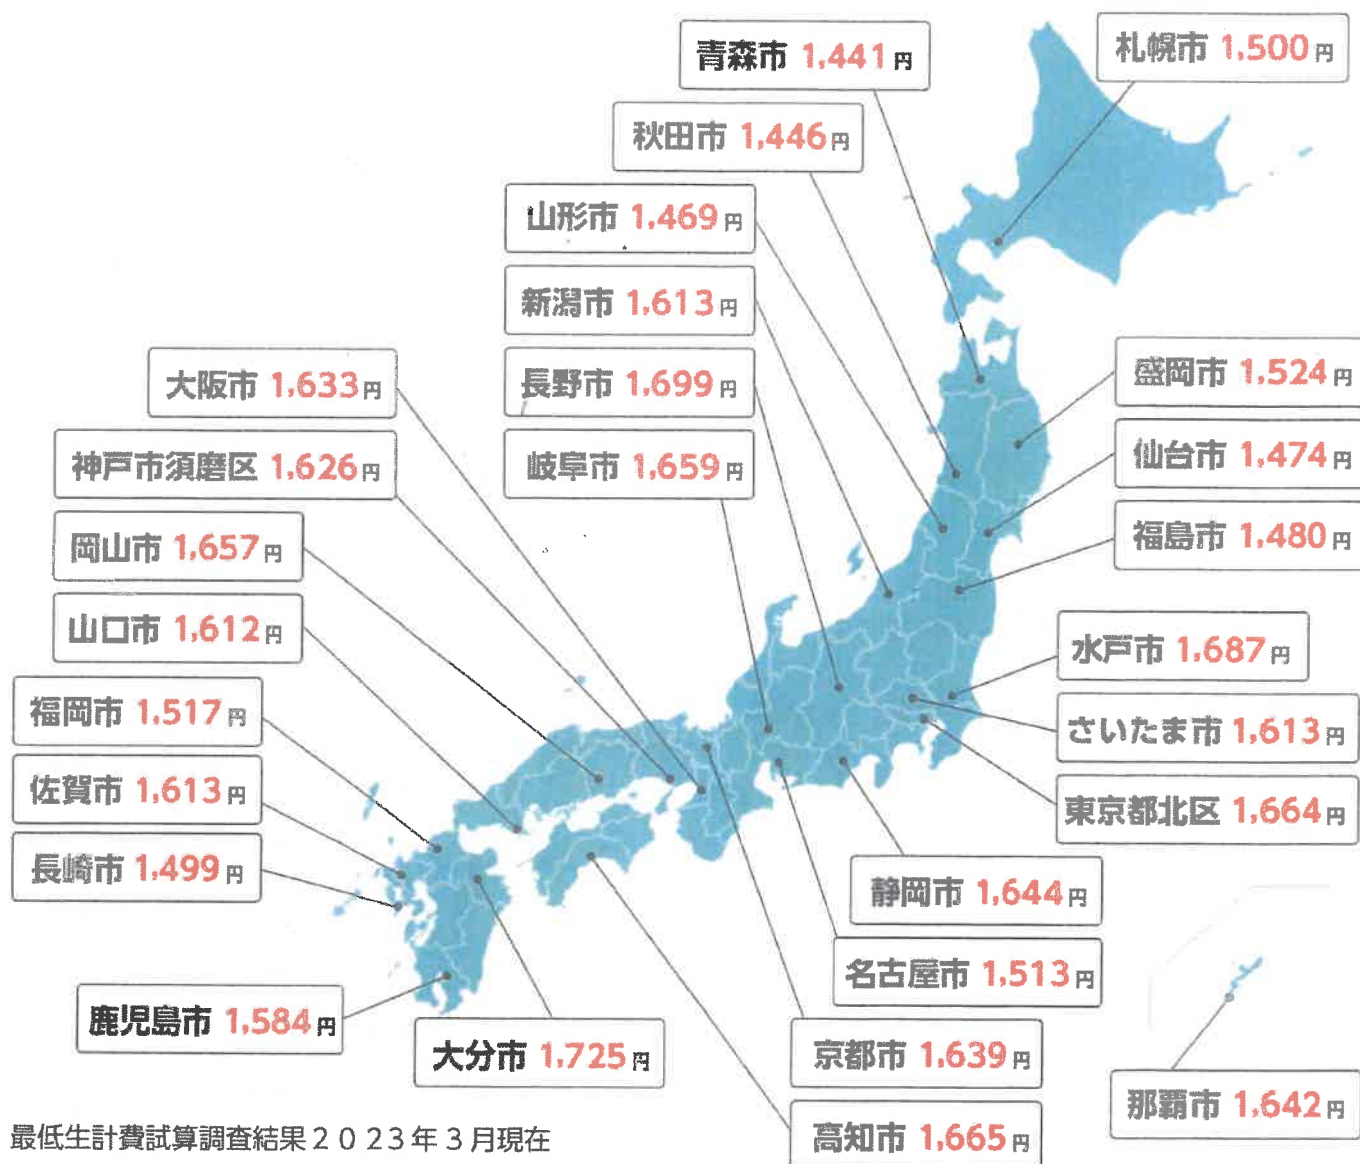 青森市 1,441円
札幌市 1,500円
秋田市 1,446円
山形市 1,469円
新潟市 1,613円
長野市 1,699円
岐阜市 1,659円
大阪市 1,633円
神戸市須磨区 1,626円
岡山市 1,657円
山口市 1,612円
福岡市 1,517円
佐賀市 1,613円
長崎市 1,499円
盛岡市 1,524円
仙台市 1,474円
福島市 1,480円
水戸市 1,687円
さいたま市 1,613円
東京都北区 1,664円
静岡市 1,644円
名古屋市 1,513円
鹿児島市 1,584円
大分市 1,725円
京都市 1,639円
高知市 1,665円
那覇市 1,642円
最低生計費試算調査結果2023年3月現在